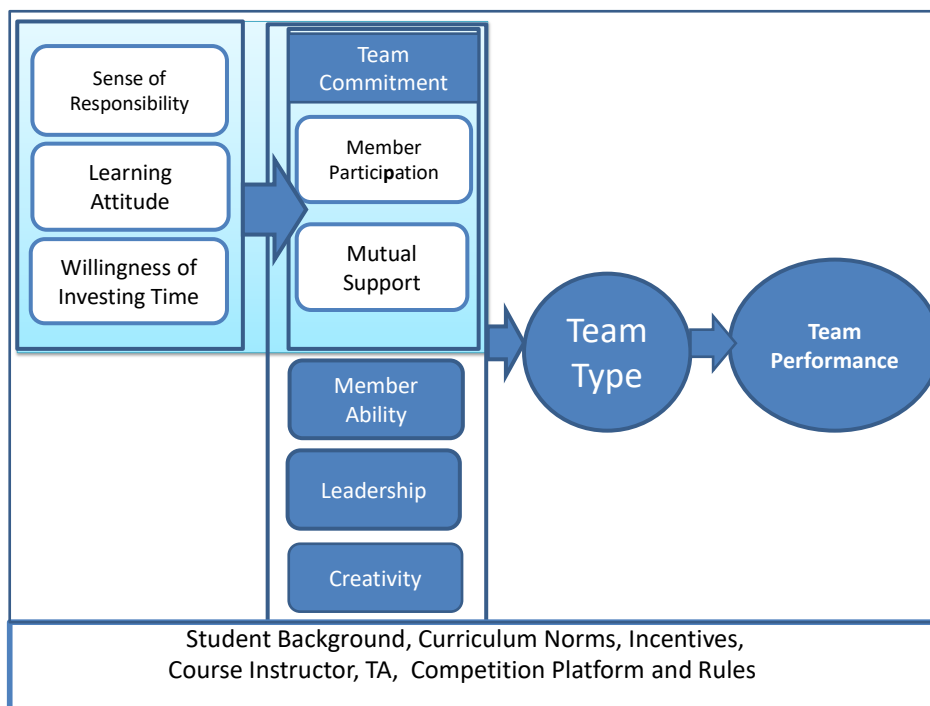 Sense of
Responsibility
Learning
Attitude
Willingness of
Investing Time
Team
Commitment
Member
Participation
Mutual
Support
Member
Ability
Leadership
Creativity
Team
Type
Team
Performance
Student Background, Curriculum Norms, Incentives,
Course Instructor, TA, Competition Platform and Rules